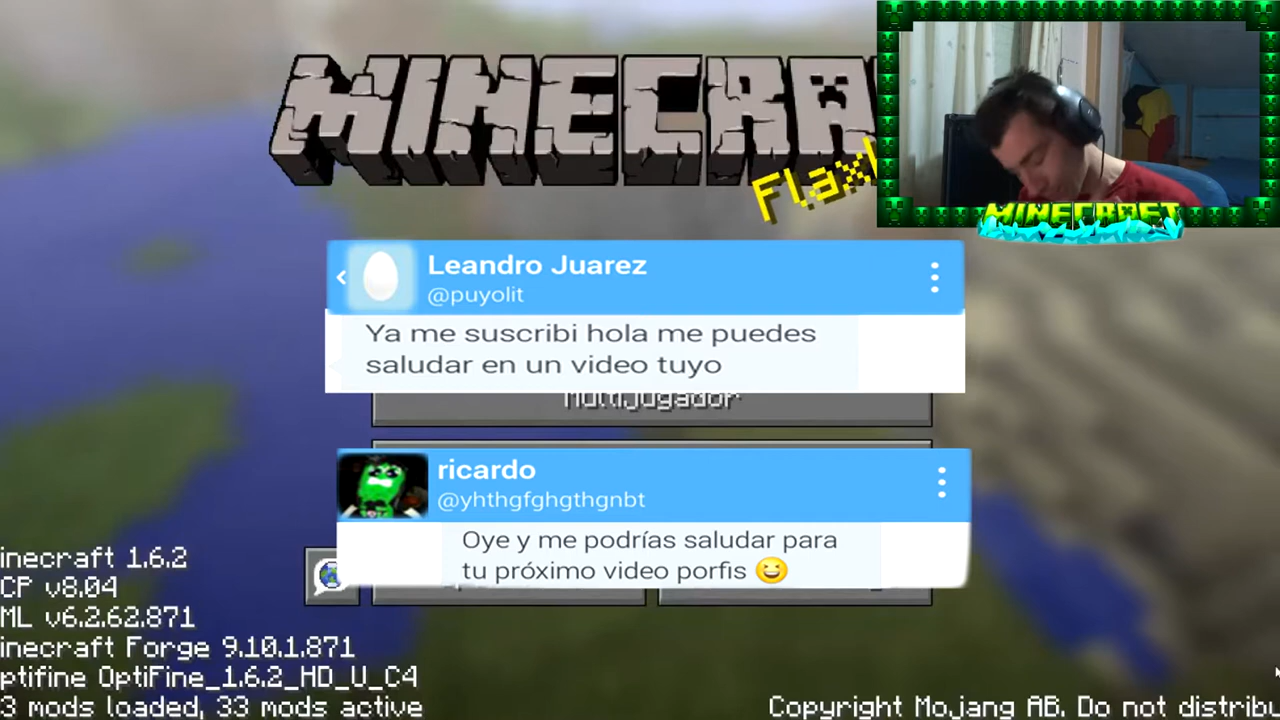 MINECRA
Flax
MINECRAFT
Leandro Juarez
@puyolit
Ya me suscribi hola me puedes
saludar en un video tuyo
Multijugador
ricardo
@yhthgfghgthgnbt
Oye y me podrías saludar para
tu próximo video porfis 😆
inecraft 1.6.2
CP v8.04
ML v6.2.62.871
inecraft Forge 9.10.1.871
ptifine OptiFine_1.6.2_HD_U_C4
3 mods loaded, 33 mods active
Copyright Mojang AB. Do not distribu